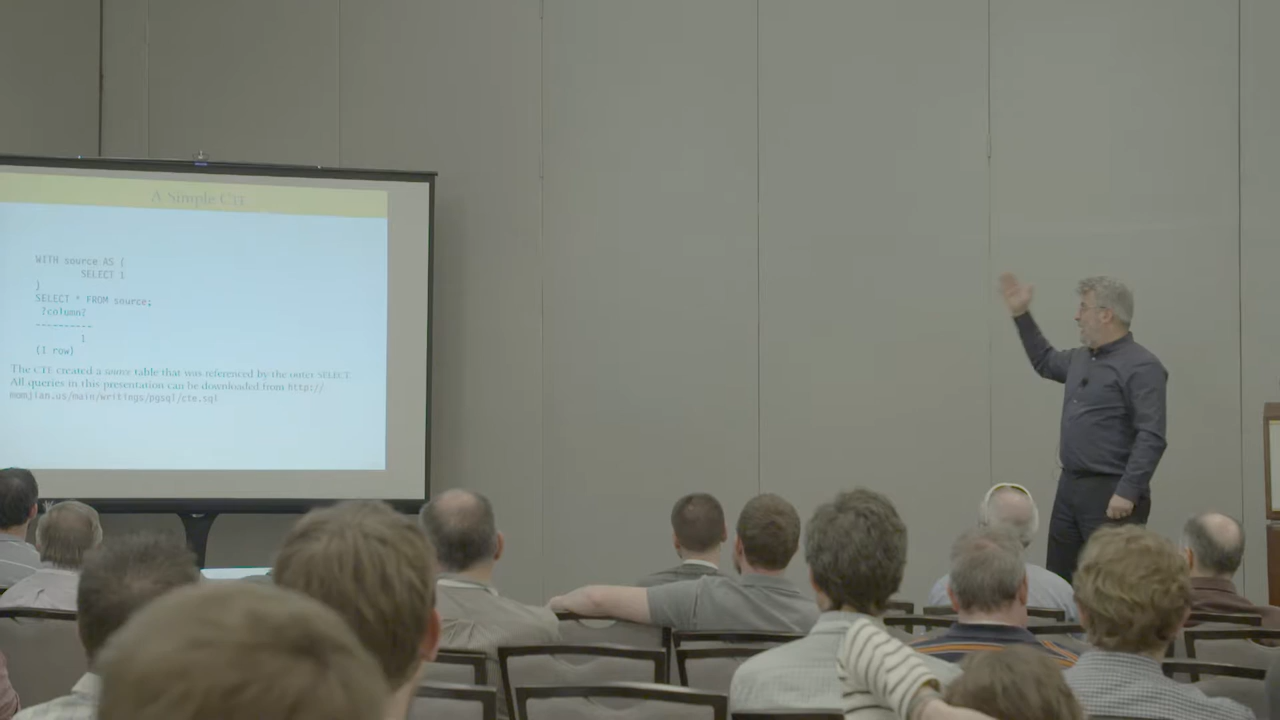 A Simple CTE
WITH source AS (
SELECT 1
)
SELECT * FROM source;
?column?
----------
1
(1 row)
The CTE created a source table that was referenced by the outer SELECT.
All queries in this presentation can be downloaded from http://
momjian.us/main/writings/pgsql/cte.sql